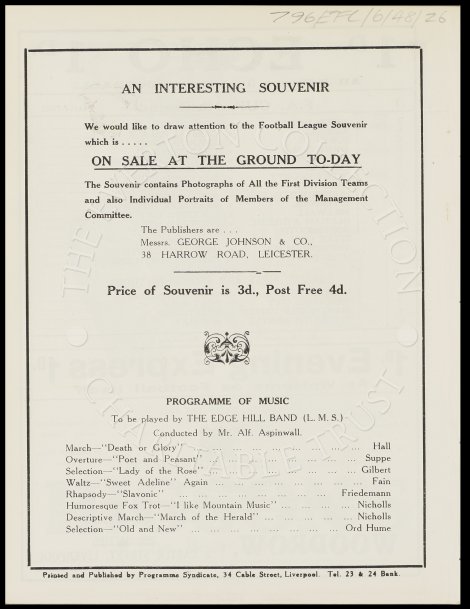 796EFC/6/48/26
AN INTERESTING SOUVENIR
We would like to draw attention to the Football League Souvenir
which is . . . . .
ON SALE AT THE GROUND TO-DAY
The Souvenir contains Photographs of All the First Division Teams
and also Individual Portraits of Members of the Management
Committee.
The Publishers are . . .
Messrs. GEORGE JOHNSON & CO.,
38 HARROW ROAD, LEICESTER.
Price of Souvenir is 3d., Post Free 4d.
PROGRAMME OF MUSIC
To be played by THE EDGE HILL BAND (L.M.S.)
Conducted by Mr. Alf. Aspinwall.
March—"Death or Glory" ... ... ... ... ... ... ... Hall
Overture—"Poet and Peasant" ... ... ... ... ... ... Suppe
Selection—"Lady of the Rose" ... ... ... ... ... ... Gilbert
Waltz—"Sweet Adeline" Again ... ... ... ... ... ... Fain
Rhapsody—"Slavonic" ... ... ... ... ... ... Friedemann
Humoresque Fox Trot—"I like Mountain Music" ... ... ... ... Nicholls
Descriptive March—"March of the Herald" ... ... ... ... Nicholls
Selection—"Old and New" ... ... ... ... ... ... Ord Hume
Printed and Published by Programme Syndicate, 34 Cable Street, Liverpool. Tel. 23 & 24 Bank.
THE EVERTON COLLECTION
CHARITABLE TRUST